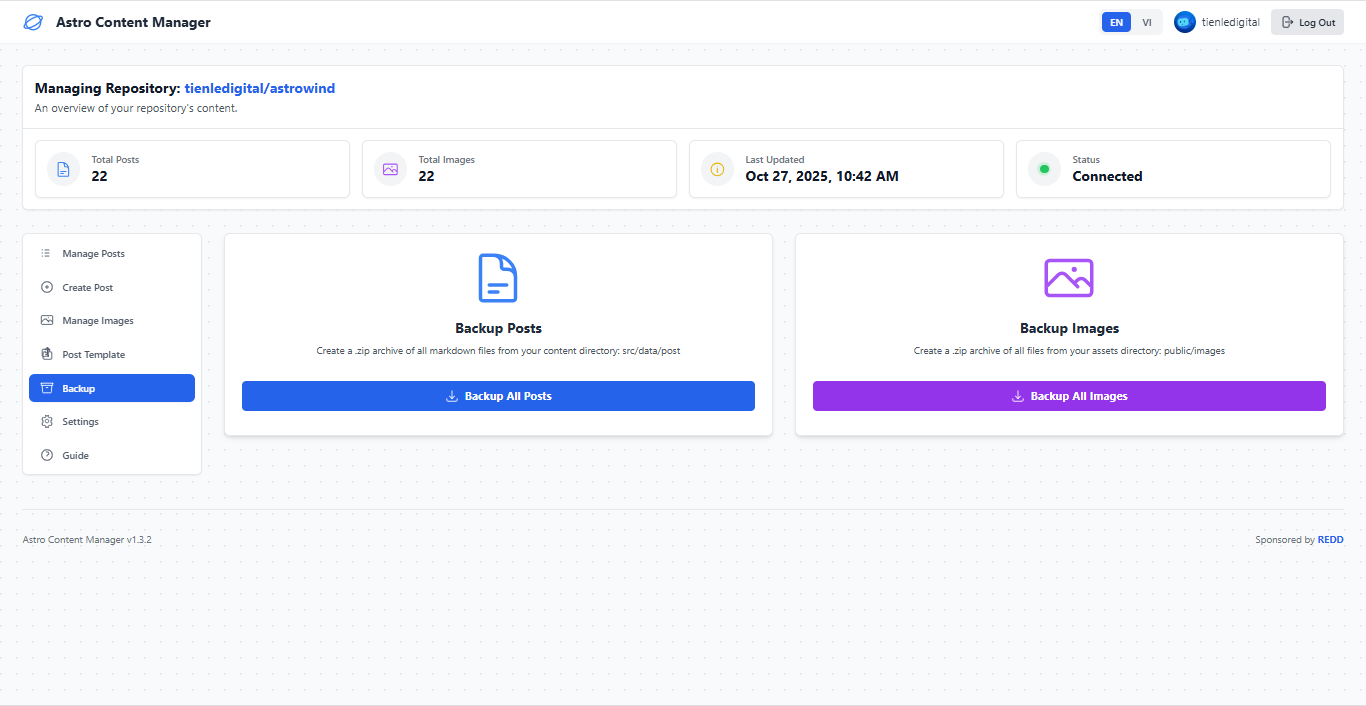 Astro Content Manager
EN VI tienledigital Log Out
Managing Repository: tienledigital/astrowind
An overview of your repository's content.
Total Posts
22
Total Images
22
Last Updated
Oct 27, 2025, 10:42 AM
Status
Connected
Manage Posts
Create Post
Manage Images
Post Template
Backup
Settings
Guide
Backup Posts
Create a .zip archive of all markdown files from your content directory: src/data/post
Backup All Posts
Backup Images
Create a .zip archive of all files from your assets directory: public/images
Backup All Images
Astro Content Manager v1.3.2
Sponsored by REDD